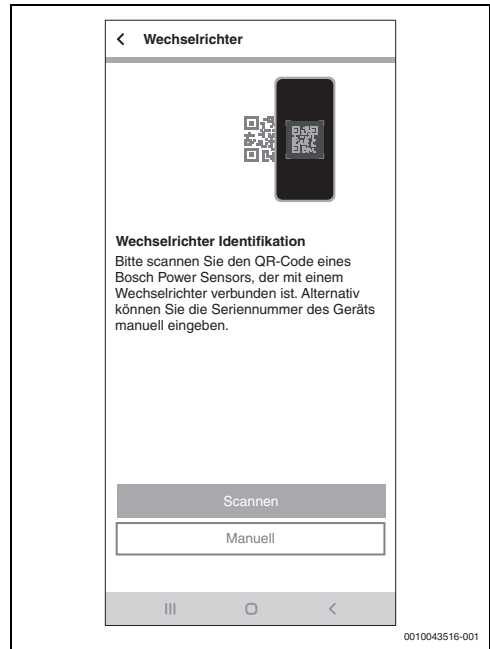 Wechselrichter
Wechselrichter Identifikation
Bitte scannen Sie den QR-Code eines
Bosch Power Sensors, der mit einem
Wechselrichter verbunden ist. Alternativ
können Sie die Seriennummer des Geräts
manuell eingeben.
Scannen
Manuell
0010043516-001